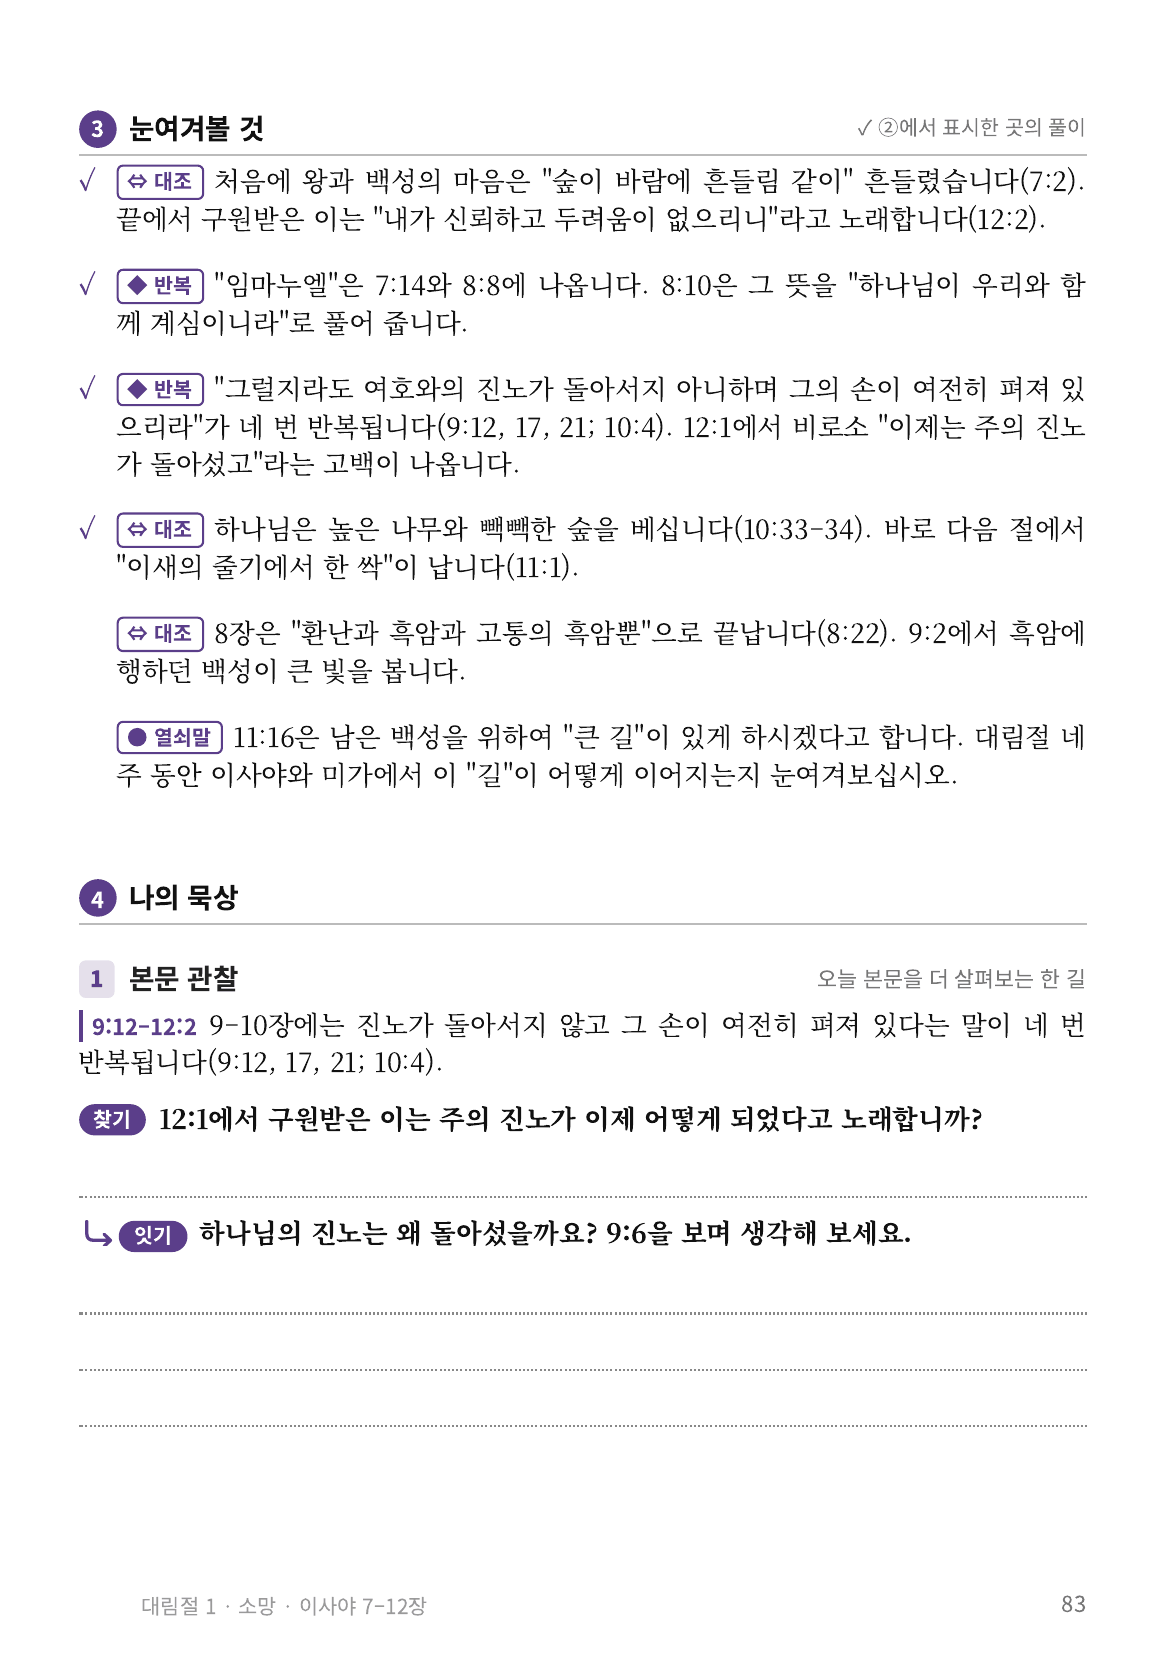 3 눈여겨볼 것
✓ ②에서 표시한 곳의 풀이
✓ ⇔ 대조 처음에 왕과 백성의 마음은 "숲이 바람에 흔들림 같이" 흔들렸습니다(7:2).
끝에서 구원받은 이는 "내가 신뢰하고 두려움이 없으리니"라고 노래합니다(12:2).
✓ ◆ 반복 "임마누엘"은 7:14와 8:8에 나옵니다. 8:10은 그 뜻을 "하나님이 우리와 함
께 계심이니라"로 풀어 줍니다.
✓ ◆ 반복 "그럴지라도 여호와의 진노가 돌아서지 아니하며 그의 손이 여전히 펴져 있
으리라"가 네 번 반복됩니다(9:12, 17, 21; 10:4). 12:1에서 비로소 "이제는 주의 진노
가 돌아섰고"라는 고백이 나옵니다.
✓ ⇔ 대조 하나님은 높은 나무와 빽빽한 숲을 베십니다(10:33–34). 바로 다음 절에서
"이새의 줄기에서 한 싹"이 납니다(11:1).
⇔ 대조 8장은 "환난과 흑암과 고통의 흑암뿐"으로 끝납니다(8:22). 9:2에서 흑암에
행하던 백성이 큰 빛을 봅니다.
● 열쇠말 11:16은 남은 백성을 위하여 "큰 길"이 있게 하시겠다고 합니다. 대림절 네
주 동안 이사야와 미가에서 이 "길"이 어떻게 이어지는지 눈여겨보십시오.
4 나의 묵상
1 본문 관찰
오늘 본문을 더 살펴보는 한 길
9:12–12:2 9–10장에는 진노가 돌아서지 않고 그 손이 여전히 펴져 있다는 말이 네 번
반복됩니다(9:12, 17, 21; 10:4).
찾기 12:1에서 구원받은 이는 주의 진노가 이제 어떻게 되었다고 노래합니까?
잇기 하나님의 진노는 왜 돌아섰을까요? 9:6을 보며 생각해 보세요.
대림절 1 · 소망 · 이사야 7–12장
83